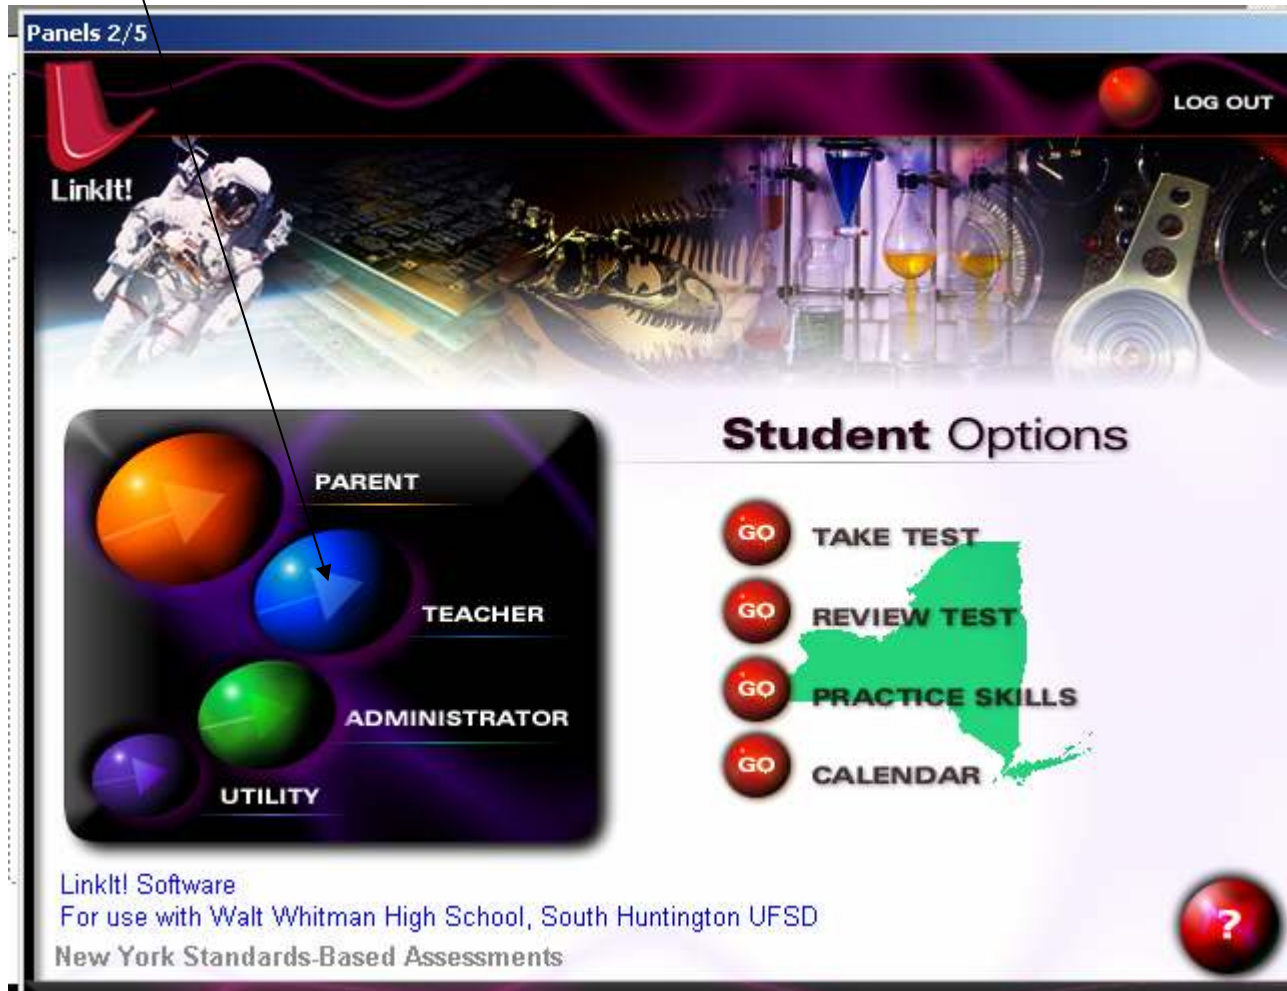 Panels 2/5
LOG OUT
LinkIt!
Student Options
PARENT
TEACHER
ADMINISTRATOR
UTILITY
GO TAKE TEST
GO REVIEW TEST
GO PRACTICE SKILLS
GO CALENDAR
LinkIt! Software
For use with Walt Whitman High School, South Huntington UFSD
New York Standards-Based Assessments
?